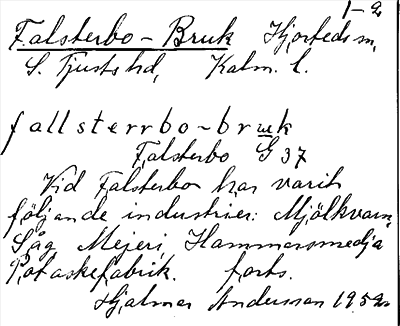 1-2
Falsterbo - Bruk Hjorteds sn,
S. Tjusts hd, Kalm. l.
fallsterrbo-bruk
Falsterbo G 37
Vid Falsterbo har varit
följande industrier: Mjölkvarn,
Såg Mejeri, Hammarsmedja
Potaskefabrik. forts.
Hjalmar Andersson 1952.